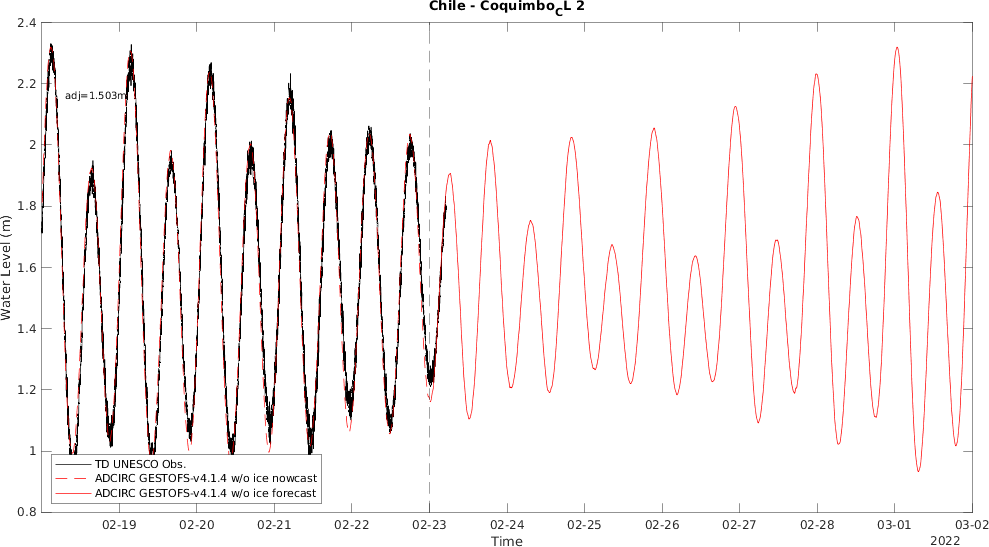 Chile - Coquimbo_CL 2
2.4
2.2
2
1.8
1.6
1.4
1.2
1
0.8
Water Level (m)
adj=1.503m
TD UNESCO Obs.
ADCIRC GESTOFS-v4.1.4 w/o ice nowcast
ADCIRC GESTOFS-v4.1.4 w/o ice forecast
02-19 02-20 02-21 02-22 02-23 02-24 02-25 02-26 02-27 02-28 03-01 03-02
Time
2022